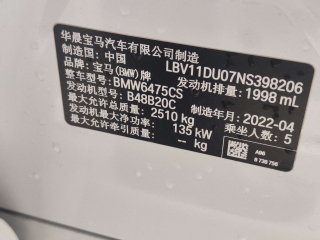 华晨宝马汽车有限公司制造
制造国：中国 LBV11DU07NS398206
品牌：宝马(BMW)牌 发动机排量：1998 mL
整车型号：BMW6475CS
发动机型号：B48B20C 制造年月：2022-04
最大允许总质量：2510 kg 乘坐人数：5
发动机最大净功率：135 kW
最大允许牵引质量：-- kg
A96